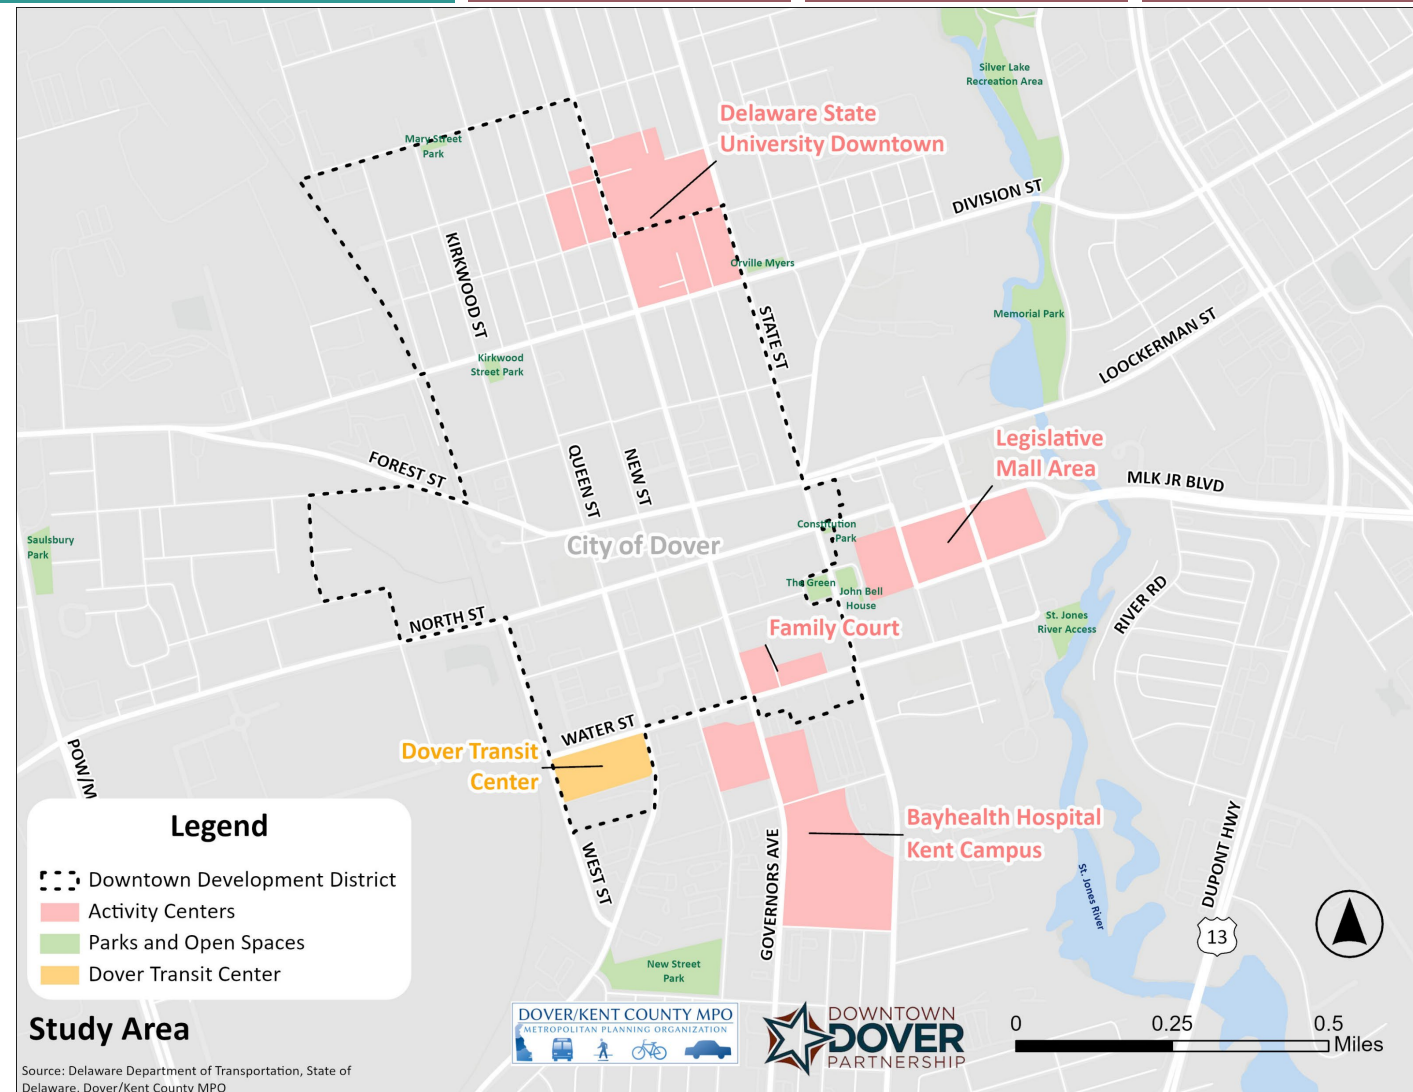 Silver Lake
Recreation Area
Delaware State
University Downtown
Mary Street
Park
DIVISION ST
KIRKWOOD ST
Orville Myers
STATE ST
Memorial Park
LOOCKERMAN ST
Kirkwood
Street Park
Legislative
Mall Area
FOREST ST
QUEEN ST
NEW ST
MLK JR BLVD
Constitution
Park
City of Dover
Saulsbury
Park
The Green
John Bell
House
RIVER RD
NORTH ST
St. Jones
River Access
Family Court
WATER ST
Dover Transit
Center
POW/M
Bayhealth Hospital
Kent Campus
GOVERNORS AVE
WEST ST
DUPONT HWY
St. Jones River
13
New Street
Park
Legend
Downtown Development District
Activity Centers
Parks and Open Spaces
Dover Transit Center
Study Area
Source: Delaware Department of Transportation, State of
Delaware, Dover/Kent County MPO
DOVER/KENT COUNTY MPO
METROPOLITAN PLANNING ORGANIZATION
DOWNTOWN
DOVER
PARTNERSHIP
0 0.25 0.5
Miles